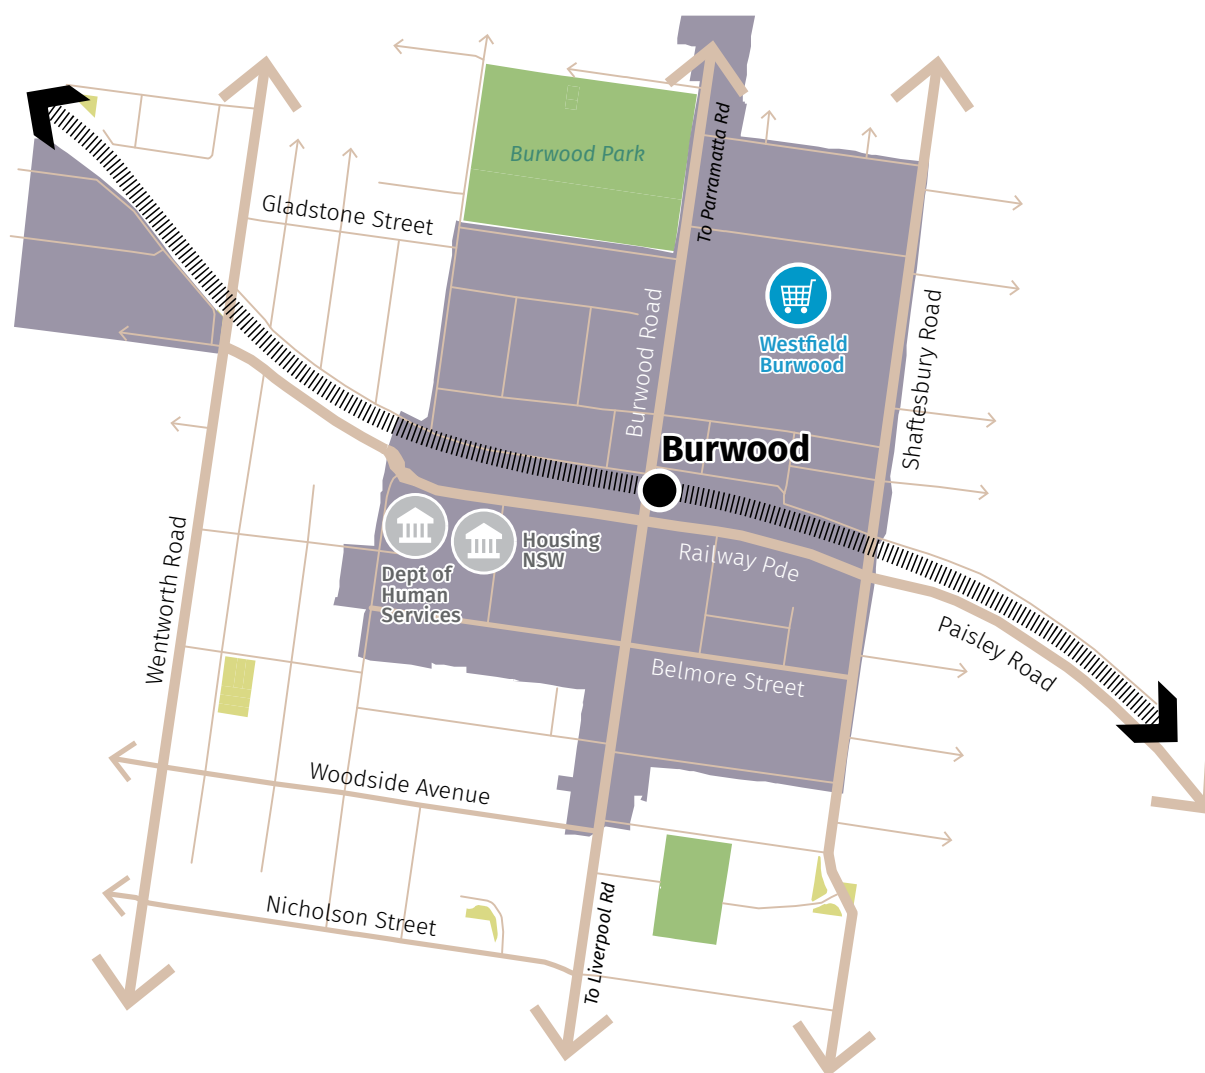 To Parramatta Rd
Burwood Park
Gladstone Street
Burwood Road
Westfield
Burwood
Shaftesbury Road
Burwood
Wentworth Road
Housing
NSW
Dept of
Human
Services
Railway Pde
Paisley Road
Belmore Street
Woodside Avenue
Nicholson Street
To Liverpool Rd